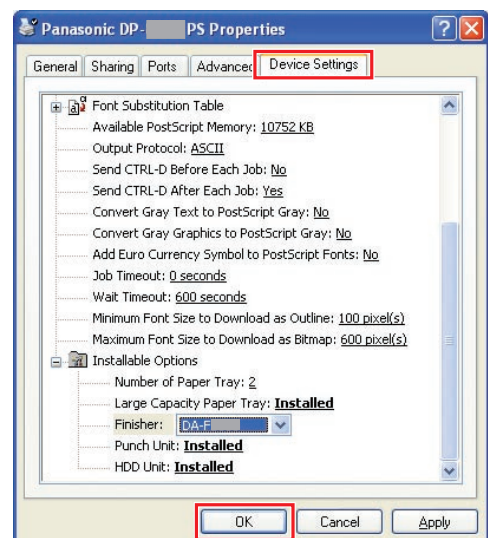 Panasonic DP- PS Properties
General Sharing Ports Advanced Device Settings
Font Substitution Table
Available PostScript Memory: 10752 KB
Output Protocol: ASCII
Send CTRL-D Before Each Job: No
Send CTRL-D After Each Job: Yes
Convert Gray Text to PostScript Gray: No
Convert Gray Graphics to PostScript Gray: No
Add Euro Currency Symbol to PostScript Fonts: No
Job Timeout: 0 seconds
Wait Timeout: 600 seconds
Minimum Font Size to Download as Outline: 100 pixel(s)
Maximum Font Size to Download as Bitmap: 600 pixel(s)
Installable Options
Number of Paper Tray: 2
Large Capacity Paper Tray: Installed
Finisher: DA-F
Punch Unit: Installed
HDD Unit: Installed
OK Cancel Apply